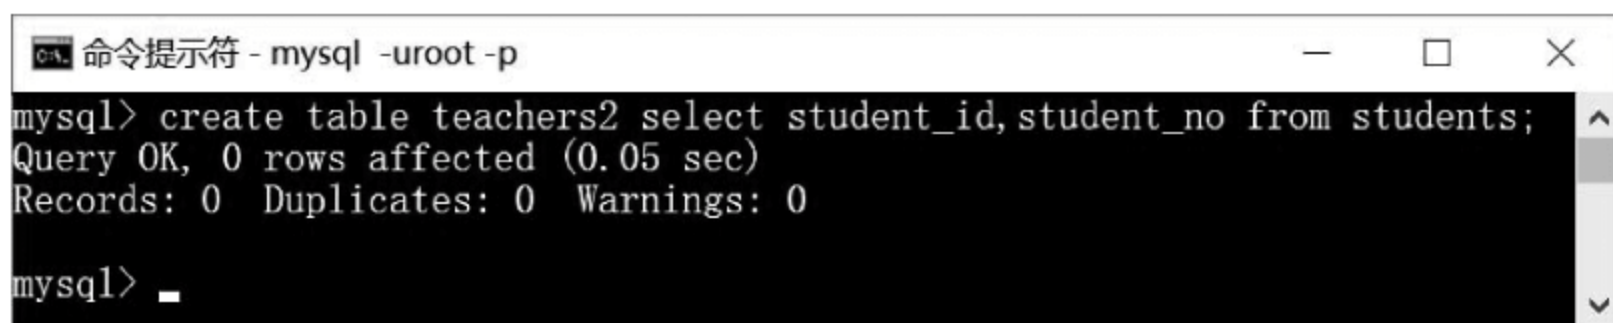 命令提示符 - mysql  -uroot -p
mysql> create table teachers2 select student_id,student_no from students;
Query OK, 0 rows affected (0.05 sec)
Records: 0  Duplicates: 0  Warnings: 0
mysql>